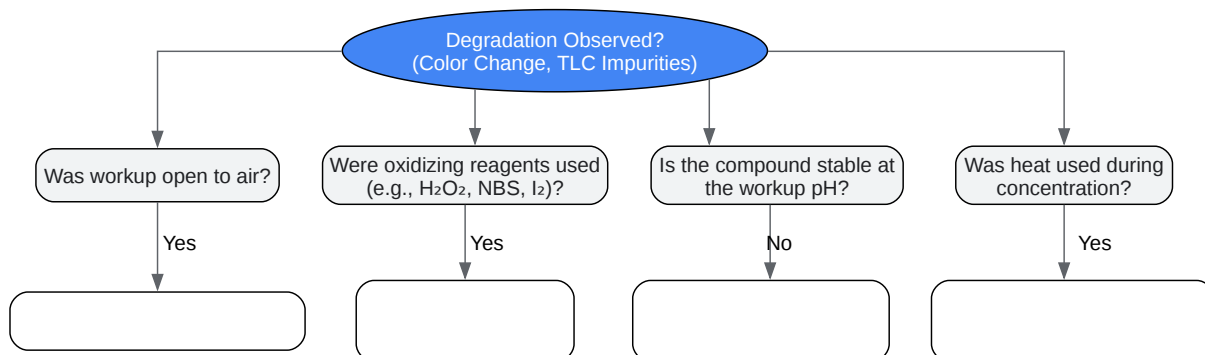 Degradation Observed?
(Color Change, TLC Impurities)
Was workup open to air?
Were oxidizing reagents used
(e.g., H₂O₂, NBS, I₂)?
Is the compound stable at
the workup pH?
Was heat used during
concentration?
Yes
Yes
No
Yes